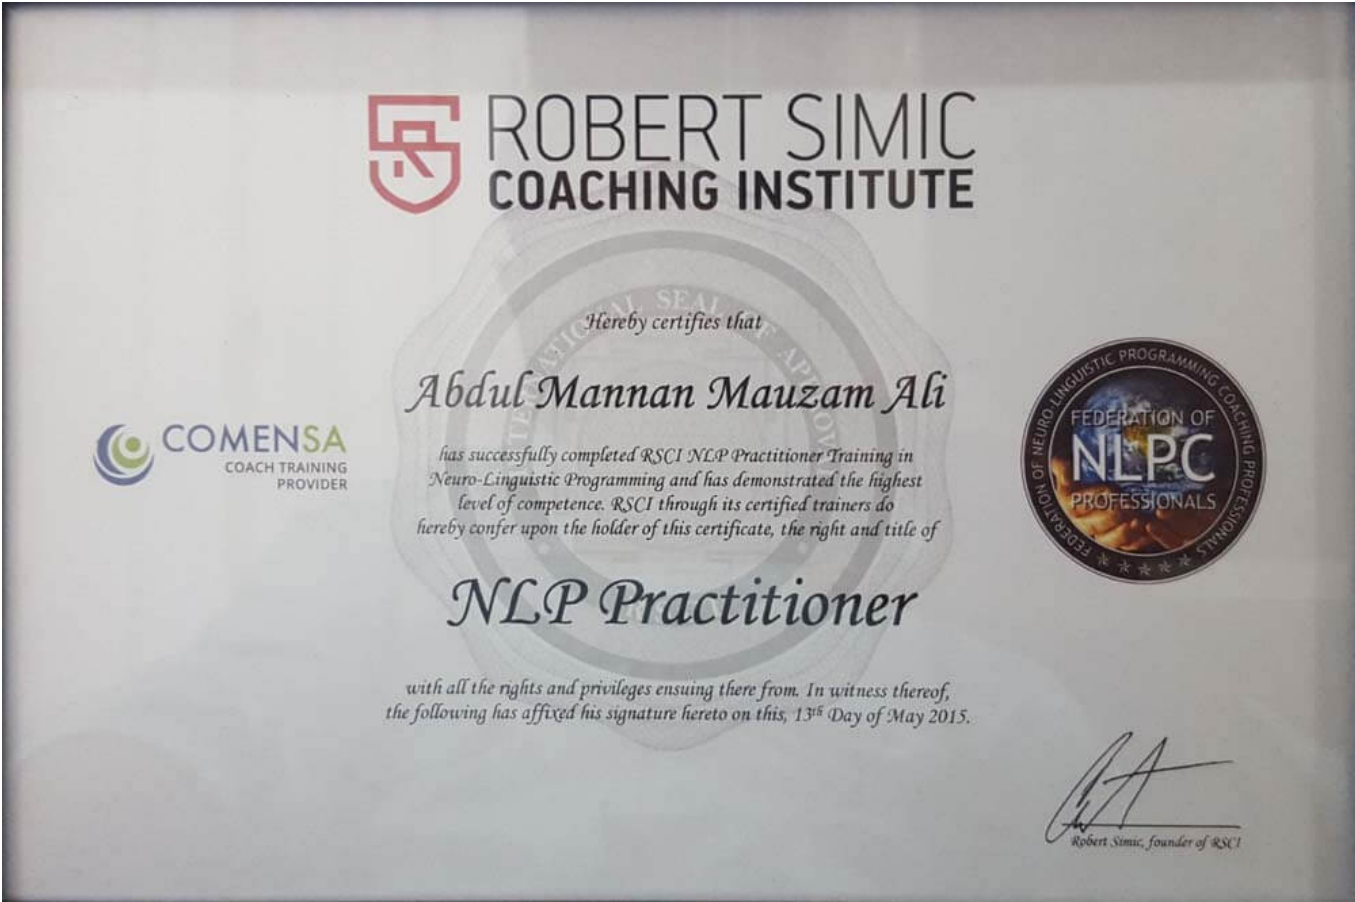 ROBERT SIMIC
COACHING INSTITUTE
INTERNATIONAL SEAL OF APPROVAL
Hereby certifies that
Abdul Mannan Mauzam Ali
has successfully completed RSCI NLP Practitioner Training in
Neuro-Linguistic Programming and has demonstrated the highest
level of competence. RSCI through its certified trainers do
hereby confer upon the holder of this certificate, the right and title of
NLP Practitioner
with all the rights and privileges ensuing there from. In witness thereof,
the following has affixed his signature hereto on this, 13th Day of May 2015.
COMENSA
COACH TRAINING
PROVIDER
FEDERATION OF NEURO-LINGUISTIC PROGRAMMING COACHING PROFESSIONALS
FEDERATION OF
NLPC
PROFESSIONALS
Robert Simic, founder of RSCI